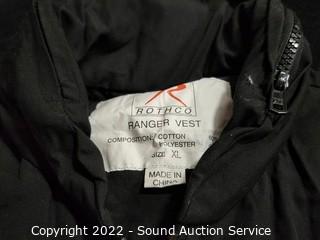 ROTHCO
RANGER VEST
COMPOSITION: COTTON
POLYESTER
SIZE: XL
MADE IN
CHINA
Copyright 2022 - Sound Auction Service